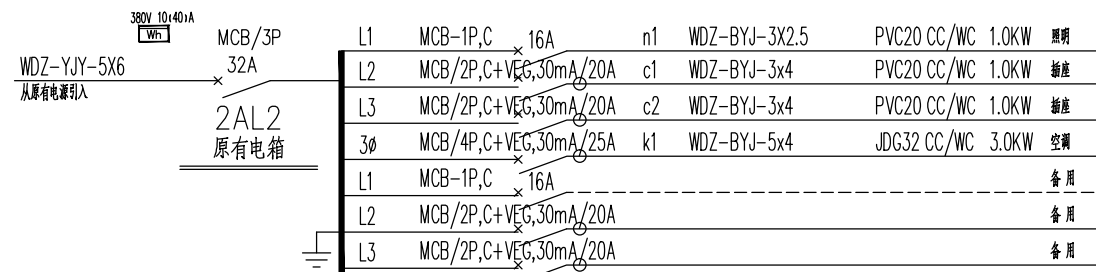 380V 10(40)A
Wh
MCB/3P
32A
WDZ-YJY-5X6
从原有电源引入
2AL2
原有电箱
L1 MCB-1P,C 16A n1 WDZ-BYJ-3X2.5 PVC20 CC/WC 1.0KW 照明
L2 MCB/2P,C+VEG,30mA/20A c1 WDZ-BYJ-3x4 PVC20 CC/WC 1.0KW 插座
L3 MCB/2P,C+VEG,30mA/20A c2 WDZ-BYJ-3x4 PVC20 CC/WC 1.0KW 插座
3ø MCB/4P,C+VEG,30mA/25A k1 WDZ-BYJ-5x4 JDG32 CC/WC 3.0KW 空调
L1 MCB-1P,C 16A 备用
L2 MCB/2P,C+VEG,30mA/20A 备用
L3 MCB/2P,C+VEG,30mA/20A 备用